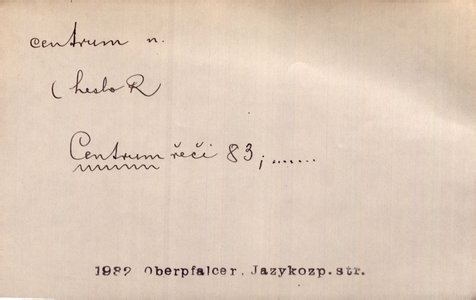 centrum n.
( heslo R
Centrum řeči 83; ......
1932 Oberpfalcer, Jazykozp. str.